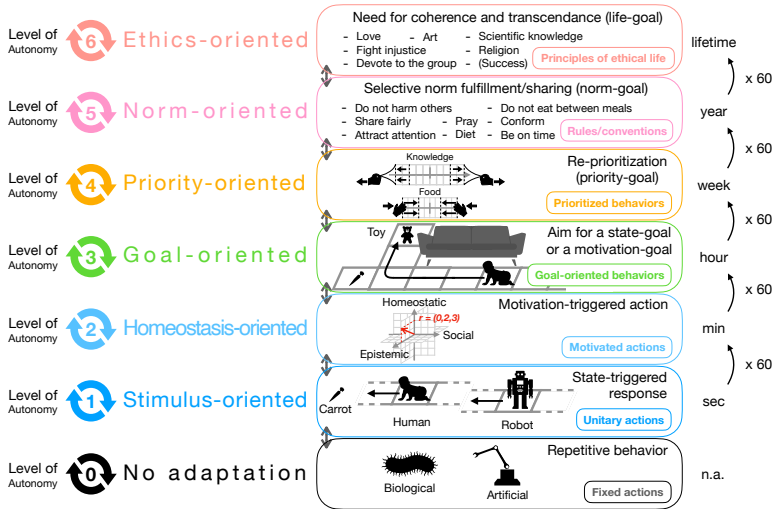 Level of
Autonomy
6
Ethics-oriented
Need for coherence and transcendance (life-goal)
- Love - Art - Scientific knowledge
- Fight injustice - Religion
- Devote to the group - (Success)
Principles of ethical life
lifetime
x 60
Level of
Autonomy
5
Norm-oriented
Selective norm fulfillment/sharing (norm-goal)
- Do not harm others - Do not eat between meals
- Share fairly - Pray - Conform
- Attract attention - Diet - Be on time
Rules/conventions
year
x 60
Level of
Autonomy
4
Priority-oriented
Knowledge
Food
Re-prioritization
(priority-goal)
Prioritized behaviors
week
x 60
Level of
Autonomy
3
Goal-oriented
Toy
Aim for a state-goal
or a motivation-goal
Goal-oriented behaviors
hour
x 60
Level of
Autonomy
2
Homeostasis-oriented
Homeostatic
r = (0,2,3)
Social
Epistemic
Motivation-triggered action
Motivated actions
min
x 60
Level of
Autonomy
1
Stimulus-oriented
Carrot
Human
Robot
State-triggered
response
Unitary actions
sec
Level of
Autonomy
0
No adaptation
Biological
Artificial
Repetitive behavior
Fixed actions
n.a.